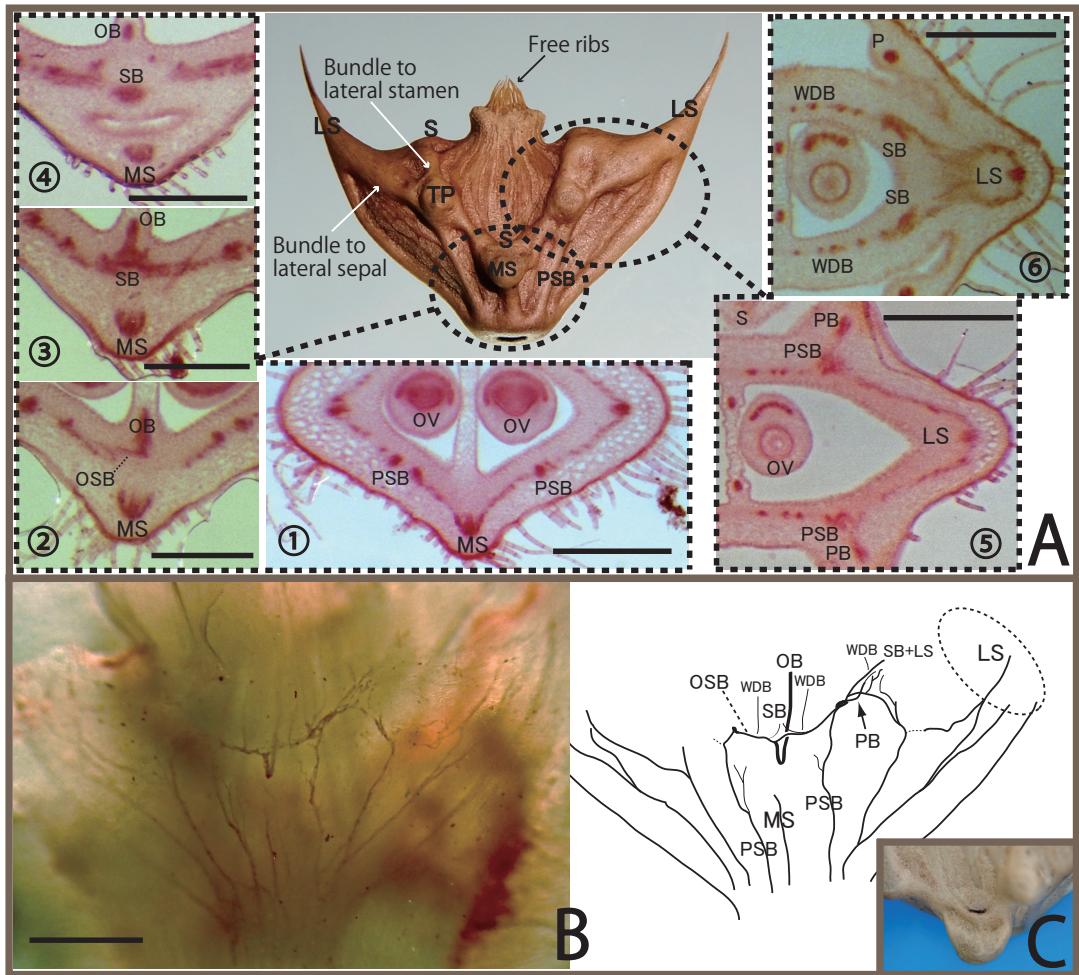 OB
SB
MS
④
OB
SB
MS
③
OB
OSB
MS
②
Free ribs
Bundle to
lateral stamen
LS
S
LS
TP
Bundle to
lateral sepal
S
MS
PSB
OV
OV
PSB
PSB
①
MS
P
WDB
SB
LS
SB
WDB
⑥
S
PB
PSB
LS
OV
PSB
PB
⑤
A
B
OSB
WDB
OB
WDB
SB
WDB
SB+LS
LS
PB
PSB
MS
PSB
C